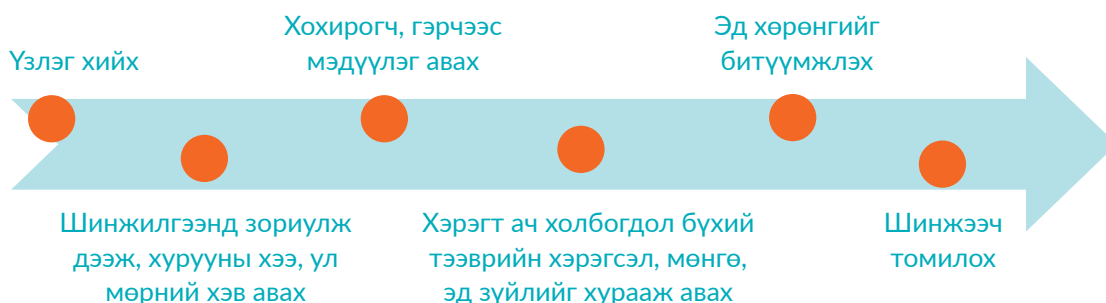 Үзлэг хийх
Шинжилгээнд зориулж
дээж, хурууны хээ, ул
мөрний хэв авах
Хохирогч, гэрчээс
мэдүүлэг авах
Хэрэгт ач холбогдол бүхий
тээврийн хэрэгсэл, мөнгө,
эд зүйлийг хурааж авах
Эд хөрөнгийг
битүүмжлэх
Шинжээч
томилох